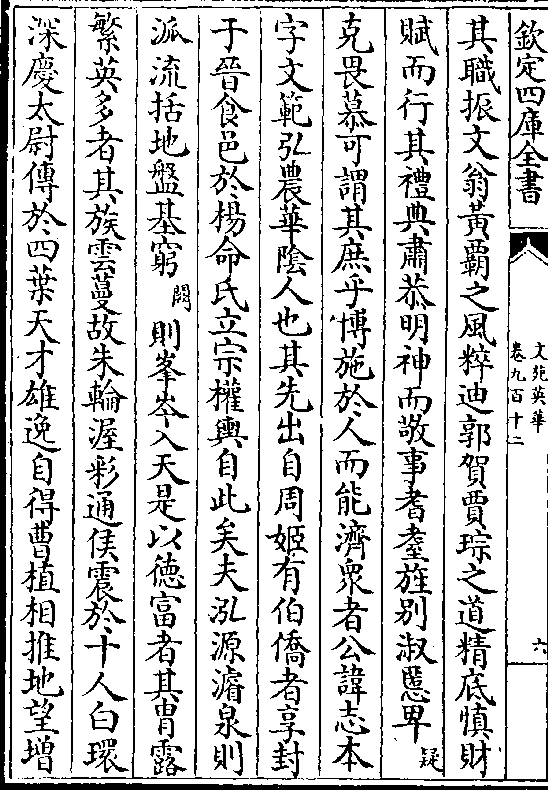 欽定四庫全書
文苑英華
卷九百十二
六
其職振文翁黃覇之風粹迪郭賀賈琮之道精底慎財
賦而行其禮典肅恭明神而敬事耆耋旌别淑慝畢疑
克畏慕可謂其庶乎愽施於人而能濟衆者公諱志本
字文範弘農華陰人也其先出自周姬有伯僑者享封
于晉食邑於楊命氏立宗權輿自此矣夫泓源濬泉則
派流括地盤基窮闕則峯岑入天是以德富者其胄露
繁英多者其族雲蔓故朱輪渥彩通侯震於十人白環
深慶太尉傳於四葉天才雄逸自得曹植相推地望增